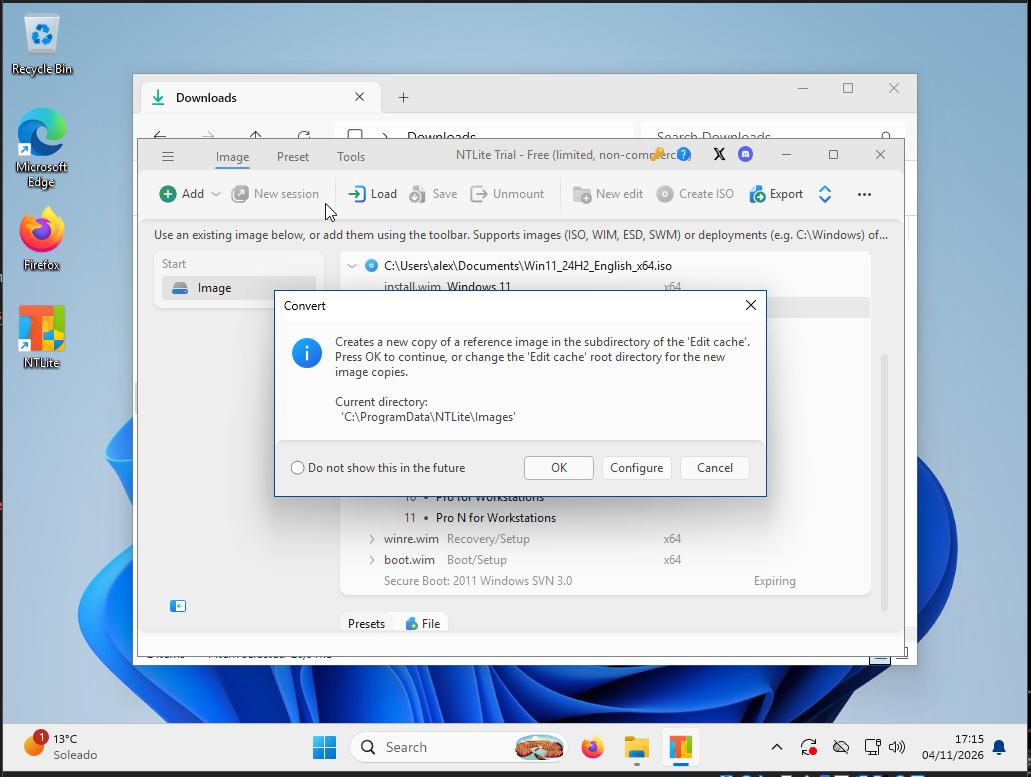 Recycle Bin
Microsoft
Edge
Firefox
NTLite
Downloads
Downloads
Search Downloads
Image
Preset
Tools
NTLite Trial - Free (limited, non-commerc
Add
New session
Load
Save
Unmount
New edit
Create ISO
Export
Use an existing image below, or add them using the toolbar. Supports images (ISO, WIM, ESD, SWM) or deployments (e.g. C:\Windows) of...
Start
Image
C:\Users\alex\Documents\Win11_24H2_English_x64.iso
install.wim Windows 11 x64
Convert
Creates a new copy of a reference image in the subdirectory of the 'Edit cache'.
Press OK to continue, or change the 'Edit cache' root directory for the new
image copies.
Current directory:
'C:\ProgramData\NTLite\Images'
Do not show this in the future
OK
Configure
Cancel
10 • Pro for Workstations
11 • Pro N for Workstations
winre.wim Recovery/Setup x64
boot.wim Boot/Setup x64
Secure Boot: 2011 Windows SVN 3.0 Expiring
Presets
File
1
13°C
Soleado
Search
17:15
04/11/2026